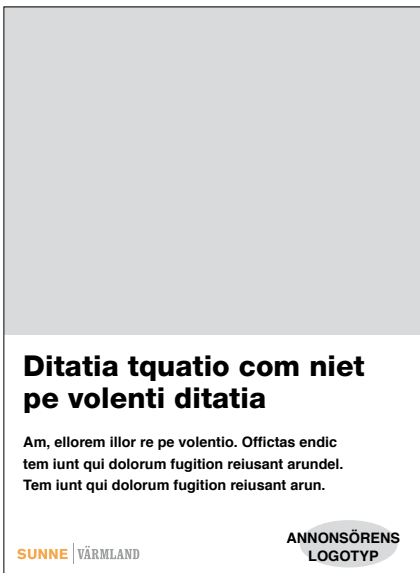 Ditatia tquatio com niet
pe volenti ditatia
Am, ellorem illor re pe volentio. Offictas endic
tem iunt qui dolorum fugition reiusant arundel.
Tem iunt qui dolorum fugition reiusant arun.
SUNNE VÄRMLAND
ANNONSÖRENS
LOGOTYP